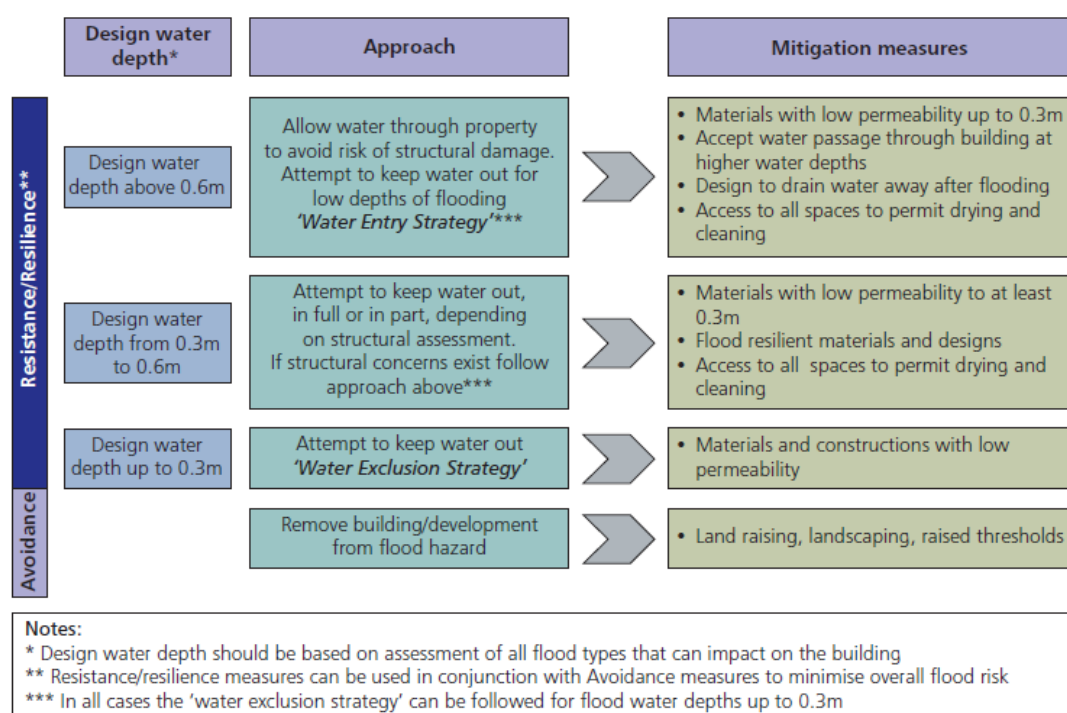 Design water
depth*
Approach
Mitigation measures
Resistance/Resilience**
Design water
depth above 0.6m
Allow water through property
to avoid risk of structural damage.
Attempt to keep water out for
low depths of flooding
‘Water Entry Strategy’***
• Materials with low permeability up to 0.3m
• Accept water passage through building at
higher water depths
• Design to drain water away after flooding
• Access to all spaces to permit drying and
cleaning
Design water
depth from 0.3m
to 0.6m
Attempt to keep water out,
in full or in part, depending
on structural assessment.
If structural concerns exist follow
approach above***
• Materials with low permeability to at least
0.3m
• Flood resilient materials and designs
• Access to all spaces to permit drying and
cleaning
Design water
depth up to 0.3m
Attempt to keep water out
‘Water Exclusion Strategy’
• Materials and constructions with low
permeability
Avoidance
Remove building/development
from flood hazard
• Land raising, landscaping, raised thresholds
Notes:
* Design water depth should be based on assessment of all flood types that can impact on the building
** Resistance/resilience measures can be used in conjunction with Avoidance measures to minimise overall flood risk
*** In all cases the ‘water exclusion strategy’ can be followed for flood water depths up to 0.3m